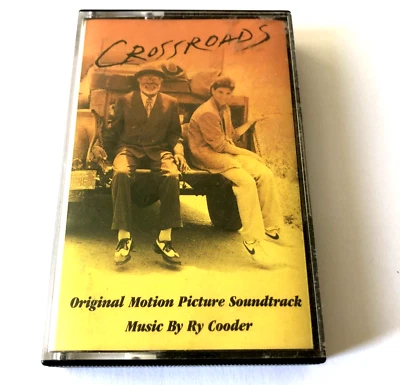 CROSSROADS
Original Motion Picture Soundtrack
Music By Ry Cooder